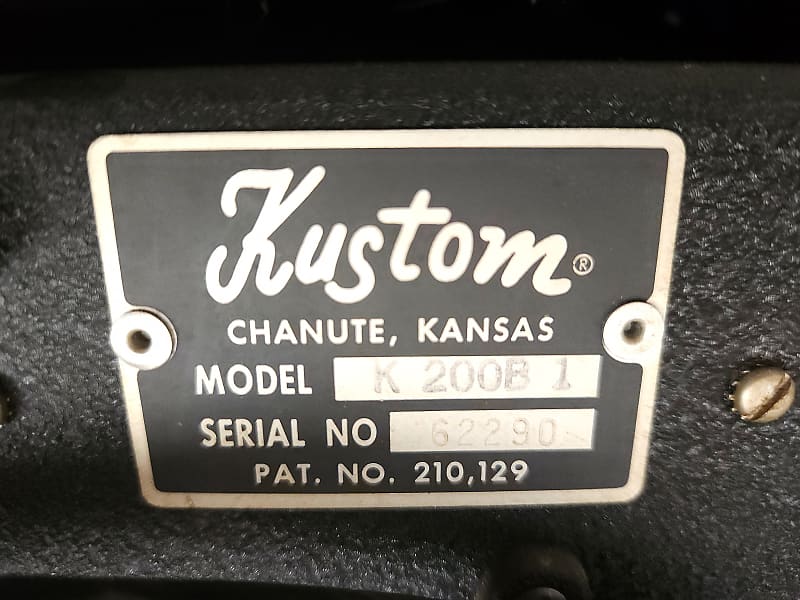 Kustom®
CHANUTE, KANSAS
MODEL K 200B 1
SERIAL NO 62290
PAT. NO. 210,129